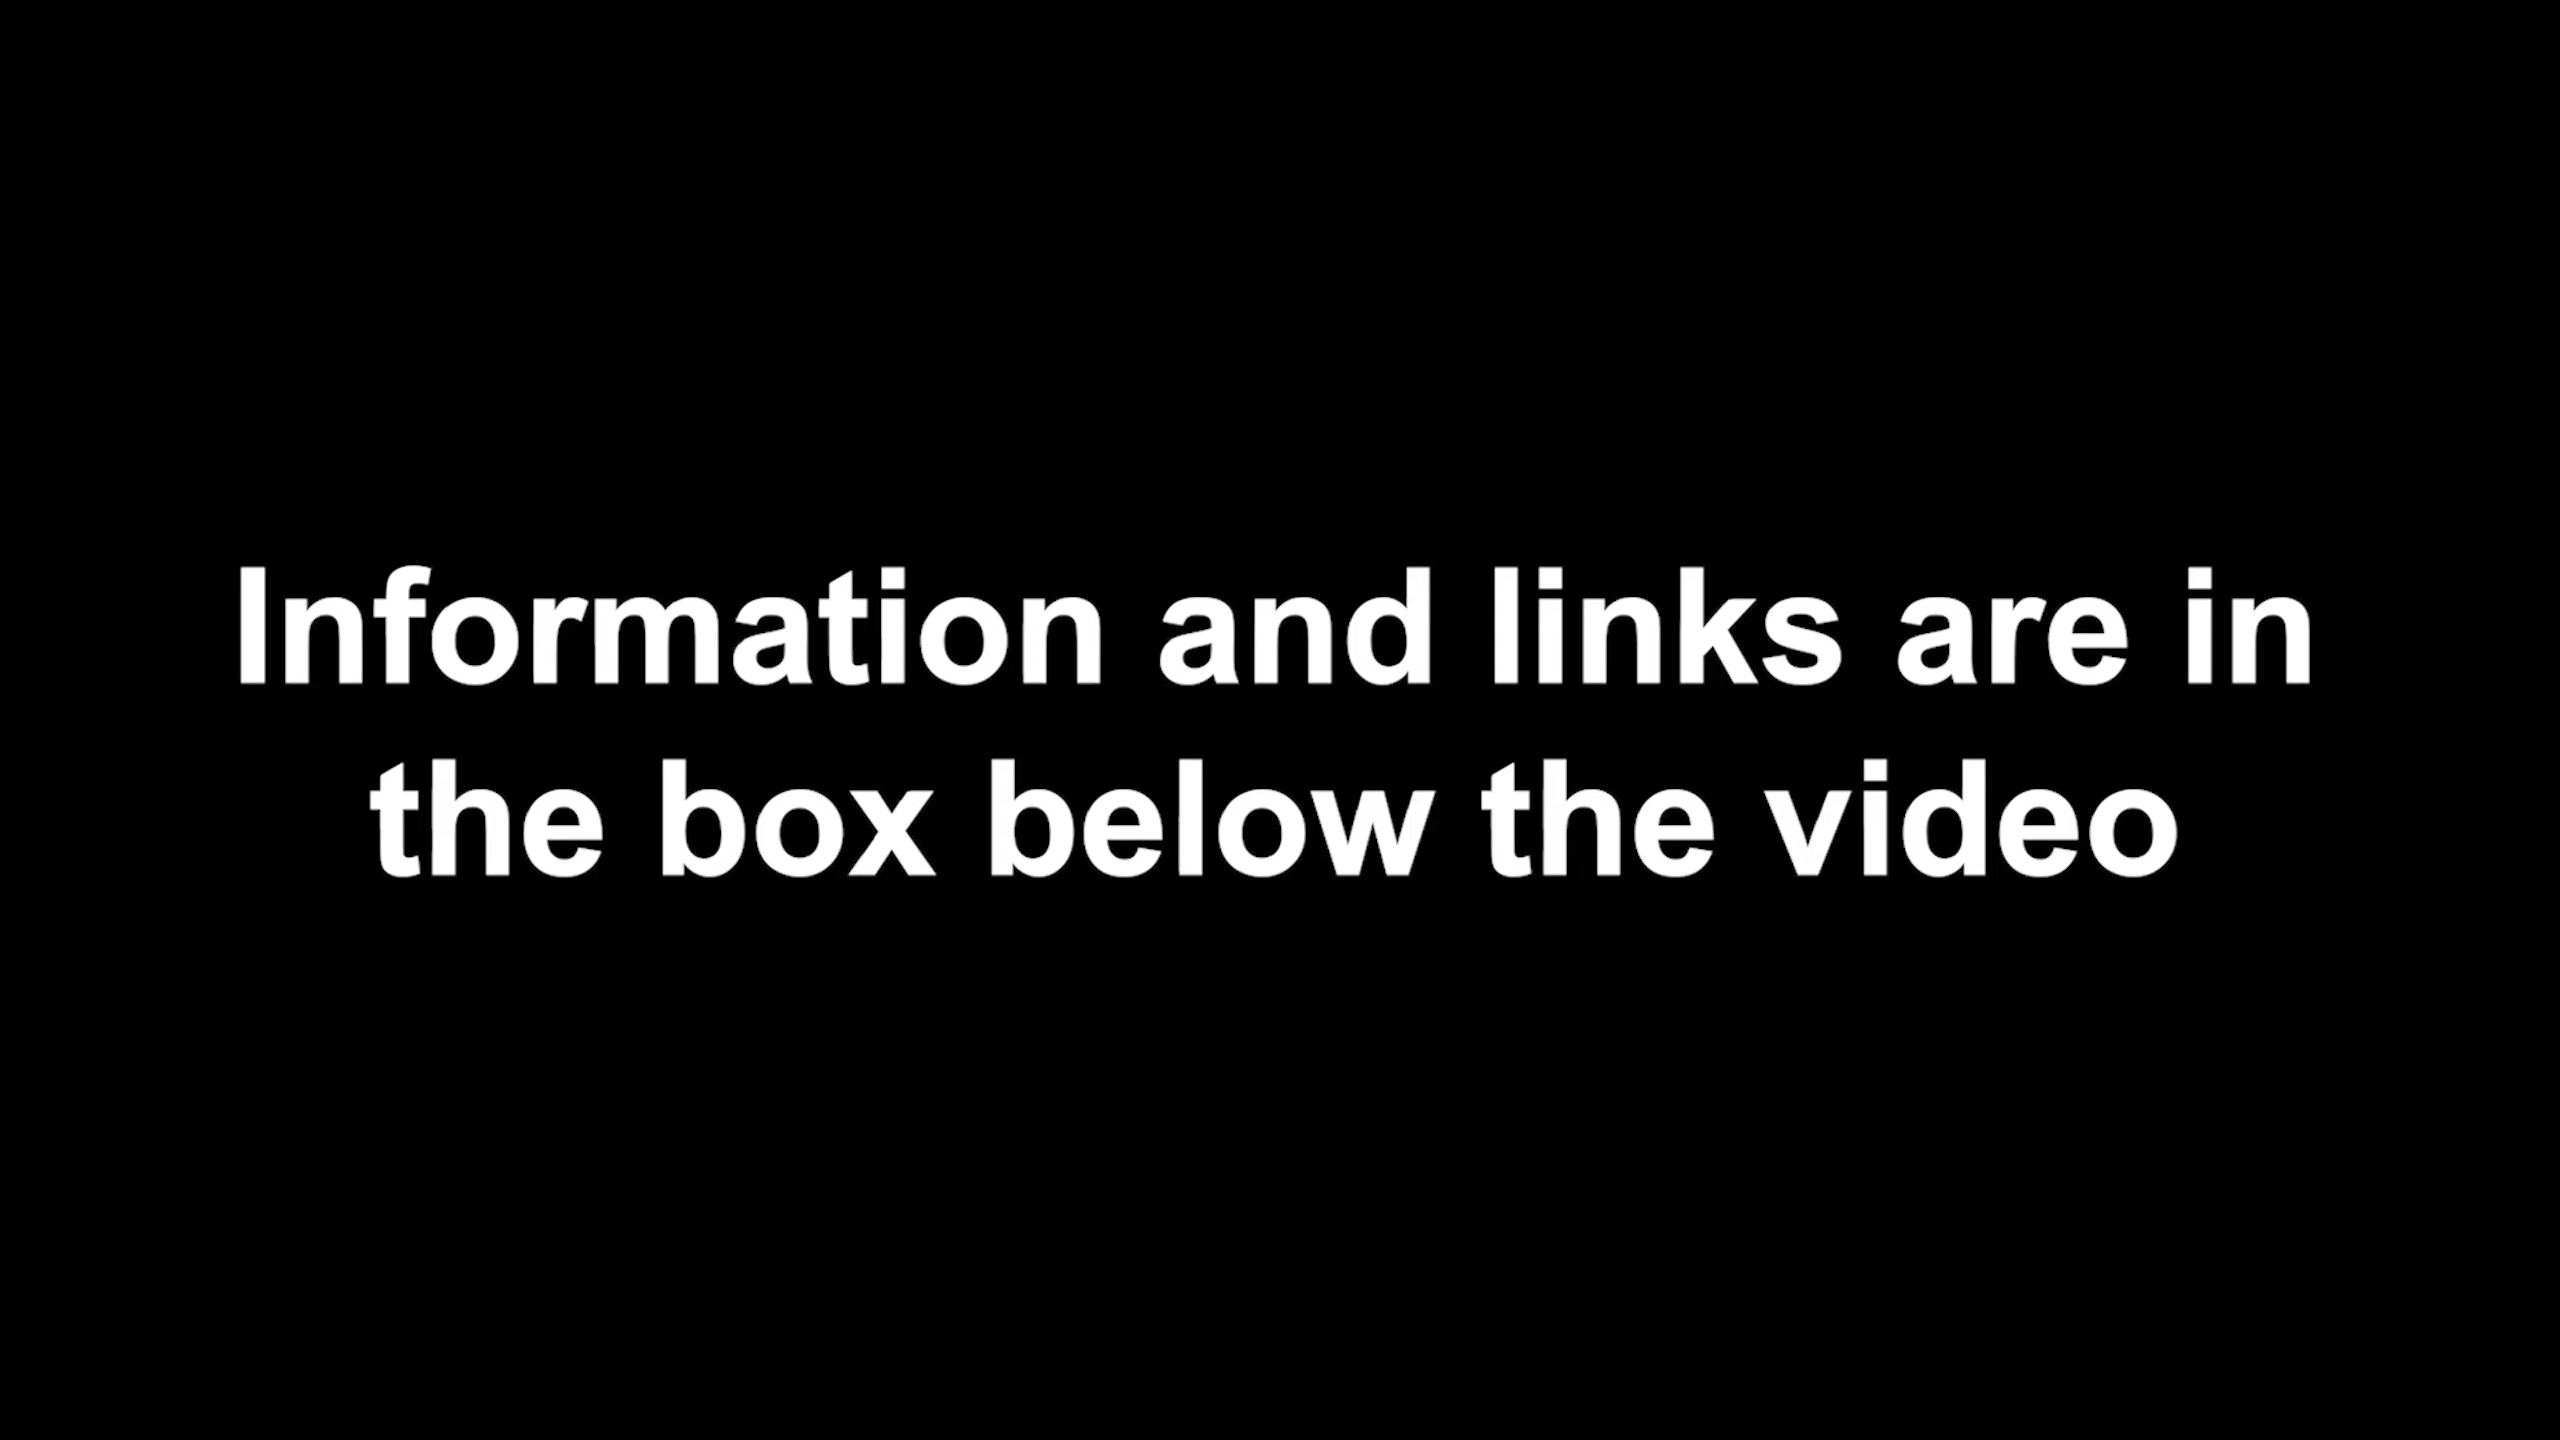 Information and links are in
the box below the video